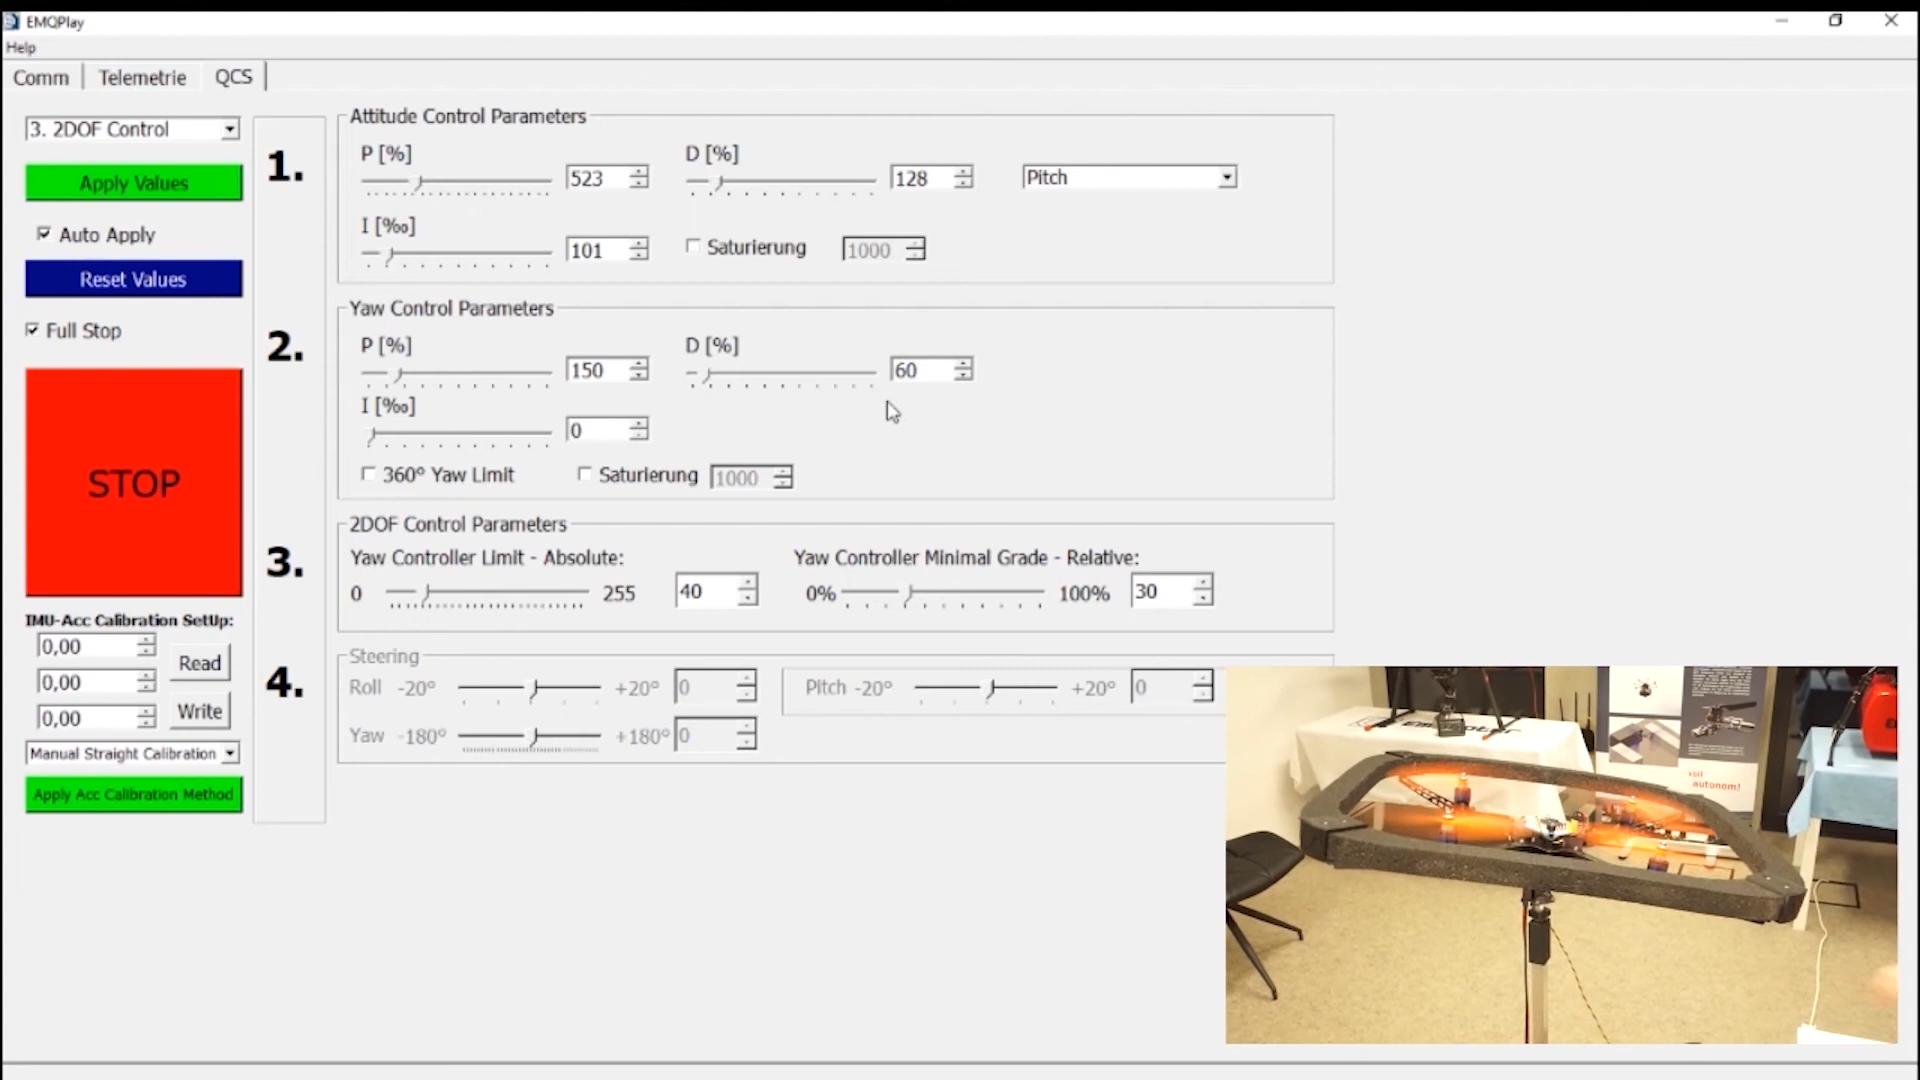 EMQPlay
Help
Comm
Telemetrie
QCS
3. 2DOF Control
Apply Values
Auto Apply
Reset Values
Full Stop
STOP
IMU-Acc Calibration SetUp:
0,00
0,00
Read
0,00
Write
Manual Straight Calibration
Apply Acc Calibration Method
1.
Attitude Control Parameters
P [%]
523
D [%]
128
Pitch
I [‰]
101
Saturierung
1000
2.
Yaw Control Parameters
P [%]
150
D [%]
60
I [‰]
0
360° Yaw Limit
Saturierung
1000
3.
2DOF Control Parameters
Yaw Controller Limit - Absolute:
0
255
40
Yaw Controller Minimal Grade - Relative:
0%
100%
30
4.
Steering
Roll -20°
+20°
0
Pitch -20°
+20°
0
Yaw -180°
+180°
0
autonom!